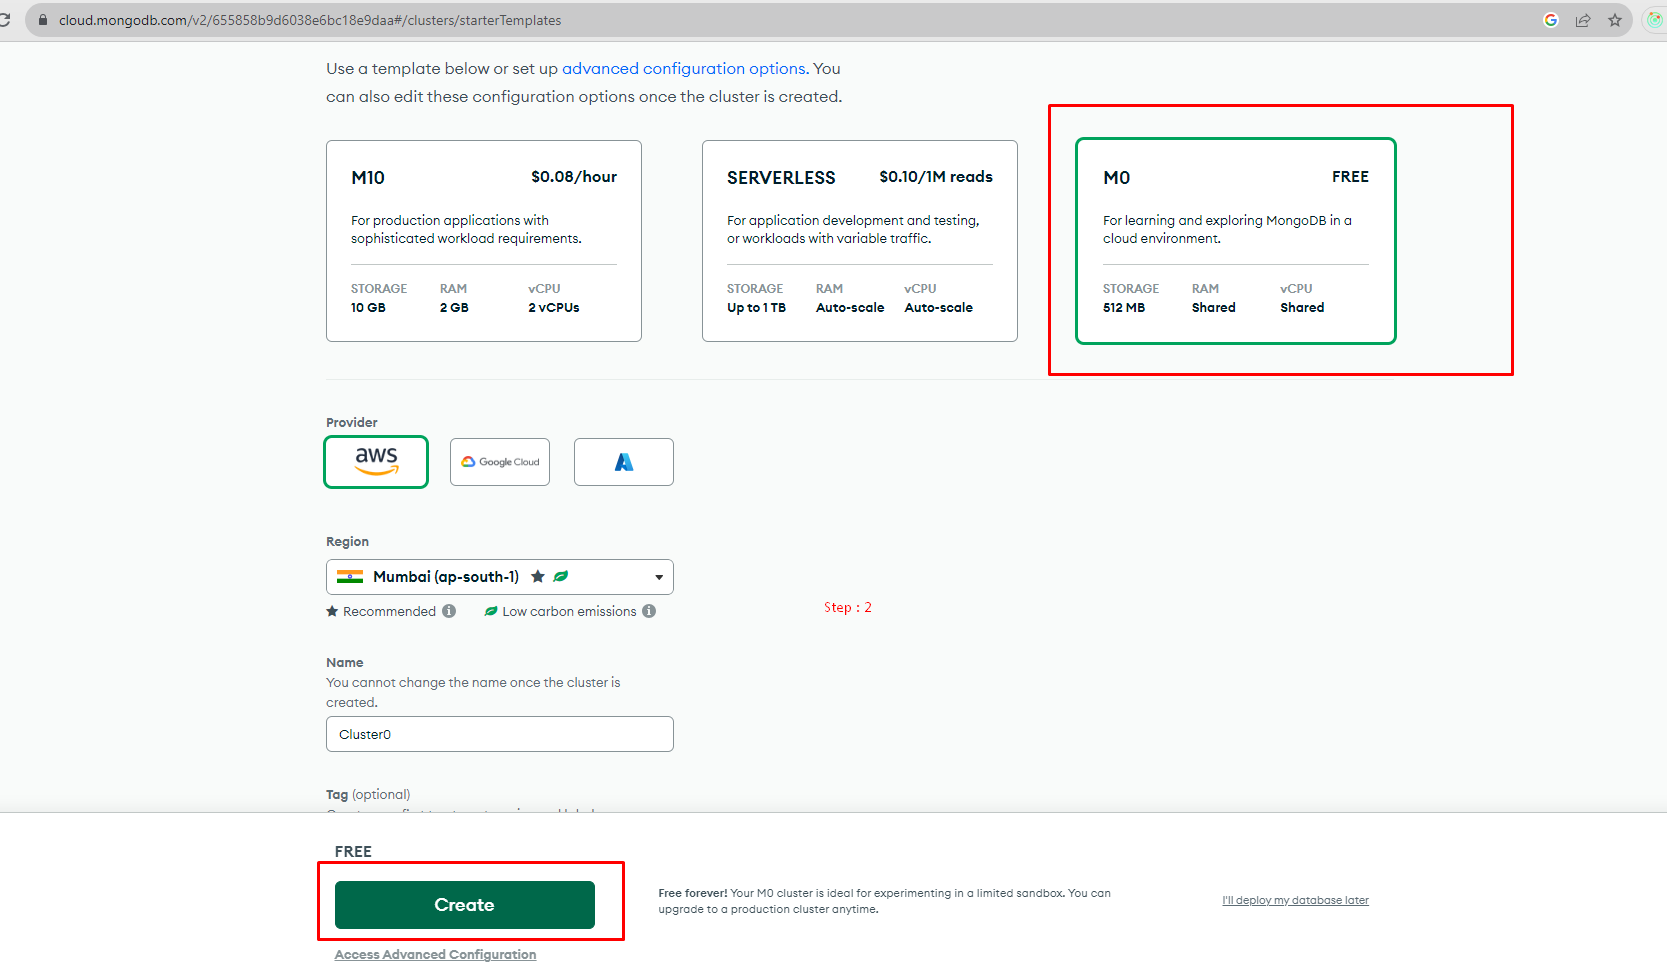 cloud.mongodb.com/v2/655858b9d6038e6bc18e9daa#/clusters/starterTemplates
Use a template below or set up advanced configuration options. You
can also edit these configuration options once the cluster is created.
M10 $0.08/hour
For production applications with
sophisticated workload requirements.
STORAGE RAM vCPU
10 GB 2 GB 2 vCPUs
SERVERLESS $0.10/1M reads
For application development and testing,
or workloads with variable traffic.
STORAGE RAM vCPU
Up to 1 TB Auto-scale Auto-scale
M0 FREE
For learning and exploring MongoDB in a
cloud environment.
STORAGE RAM vCPU
512 MB Shared Shared
Provider
aws Google Cloud
Region
Mumbai (ap-south-1)
Recommended Low carbon emissions
Step : 2
Name
You cannot change the name once the cluster is
created.
Cluster0
Tag (optional)
FREE
Create
Free forever! Your M0 cluster is ideal for experimenting in a limited sandbox. You can
upgrade to a production cluster anytime.
I'll deploy my database later
Access Advanced Configuration